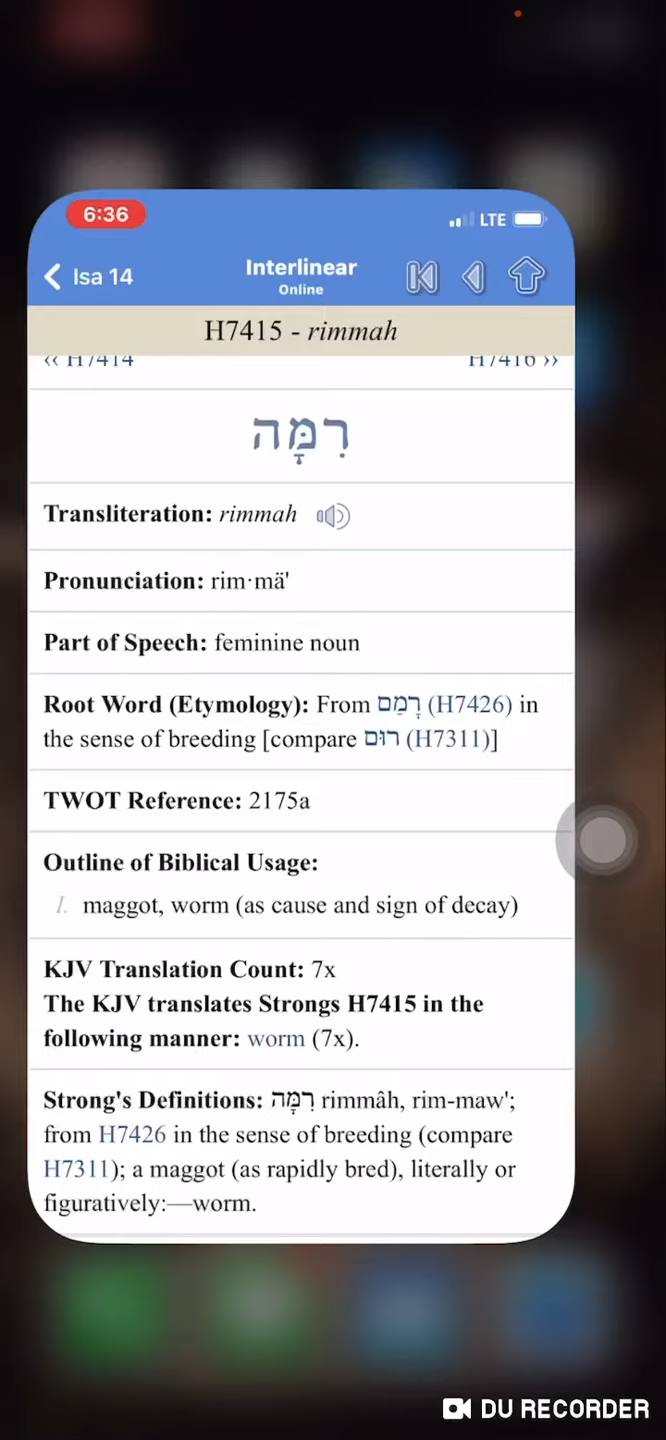 6:36
LTE
Isa 14
Interlinear
Online
H7415 - rimmah
‹‹ H7414 H7416 ››
רִמָּה
Transliteration: rimmah
Pronunciation: rim·mä'
Part of Speech: feminine noun
Root Word (Etymology): From רָמַם (H7426) in
the sense of breeding [compare רוּם (H7311)]
TWOT Reference: 2175a
Outline of Biblical Usage:
I. maggot, worm (as cause and sign of decay)
KJV Translation Count: 7x
The KJV translates Strongs H7415 in the
following manner: worm (7x).
Strong's Definitions: רִמָּה rimmâh, rim-maw';
from H7426 in the sense of breeding (compare
H7311); a maggot (as rapidly bred), literally or
figuratively:—worm.
DU RECORDER